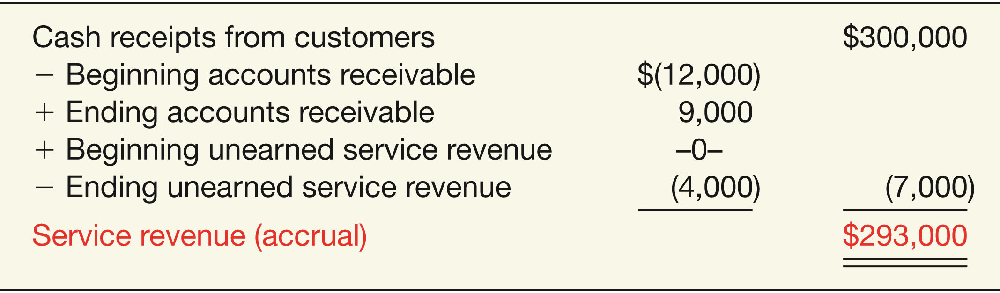 Cash receipts from customers $300,000
− Beginning accounts receivable $(12,000)
+ Ending accounts receivable 9,000
+ Beginning unearned service revenue –0–
− Ending unearned service revenue (4,000) (7,000)
Service revenue (accrual) $293,000